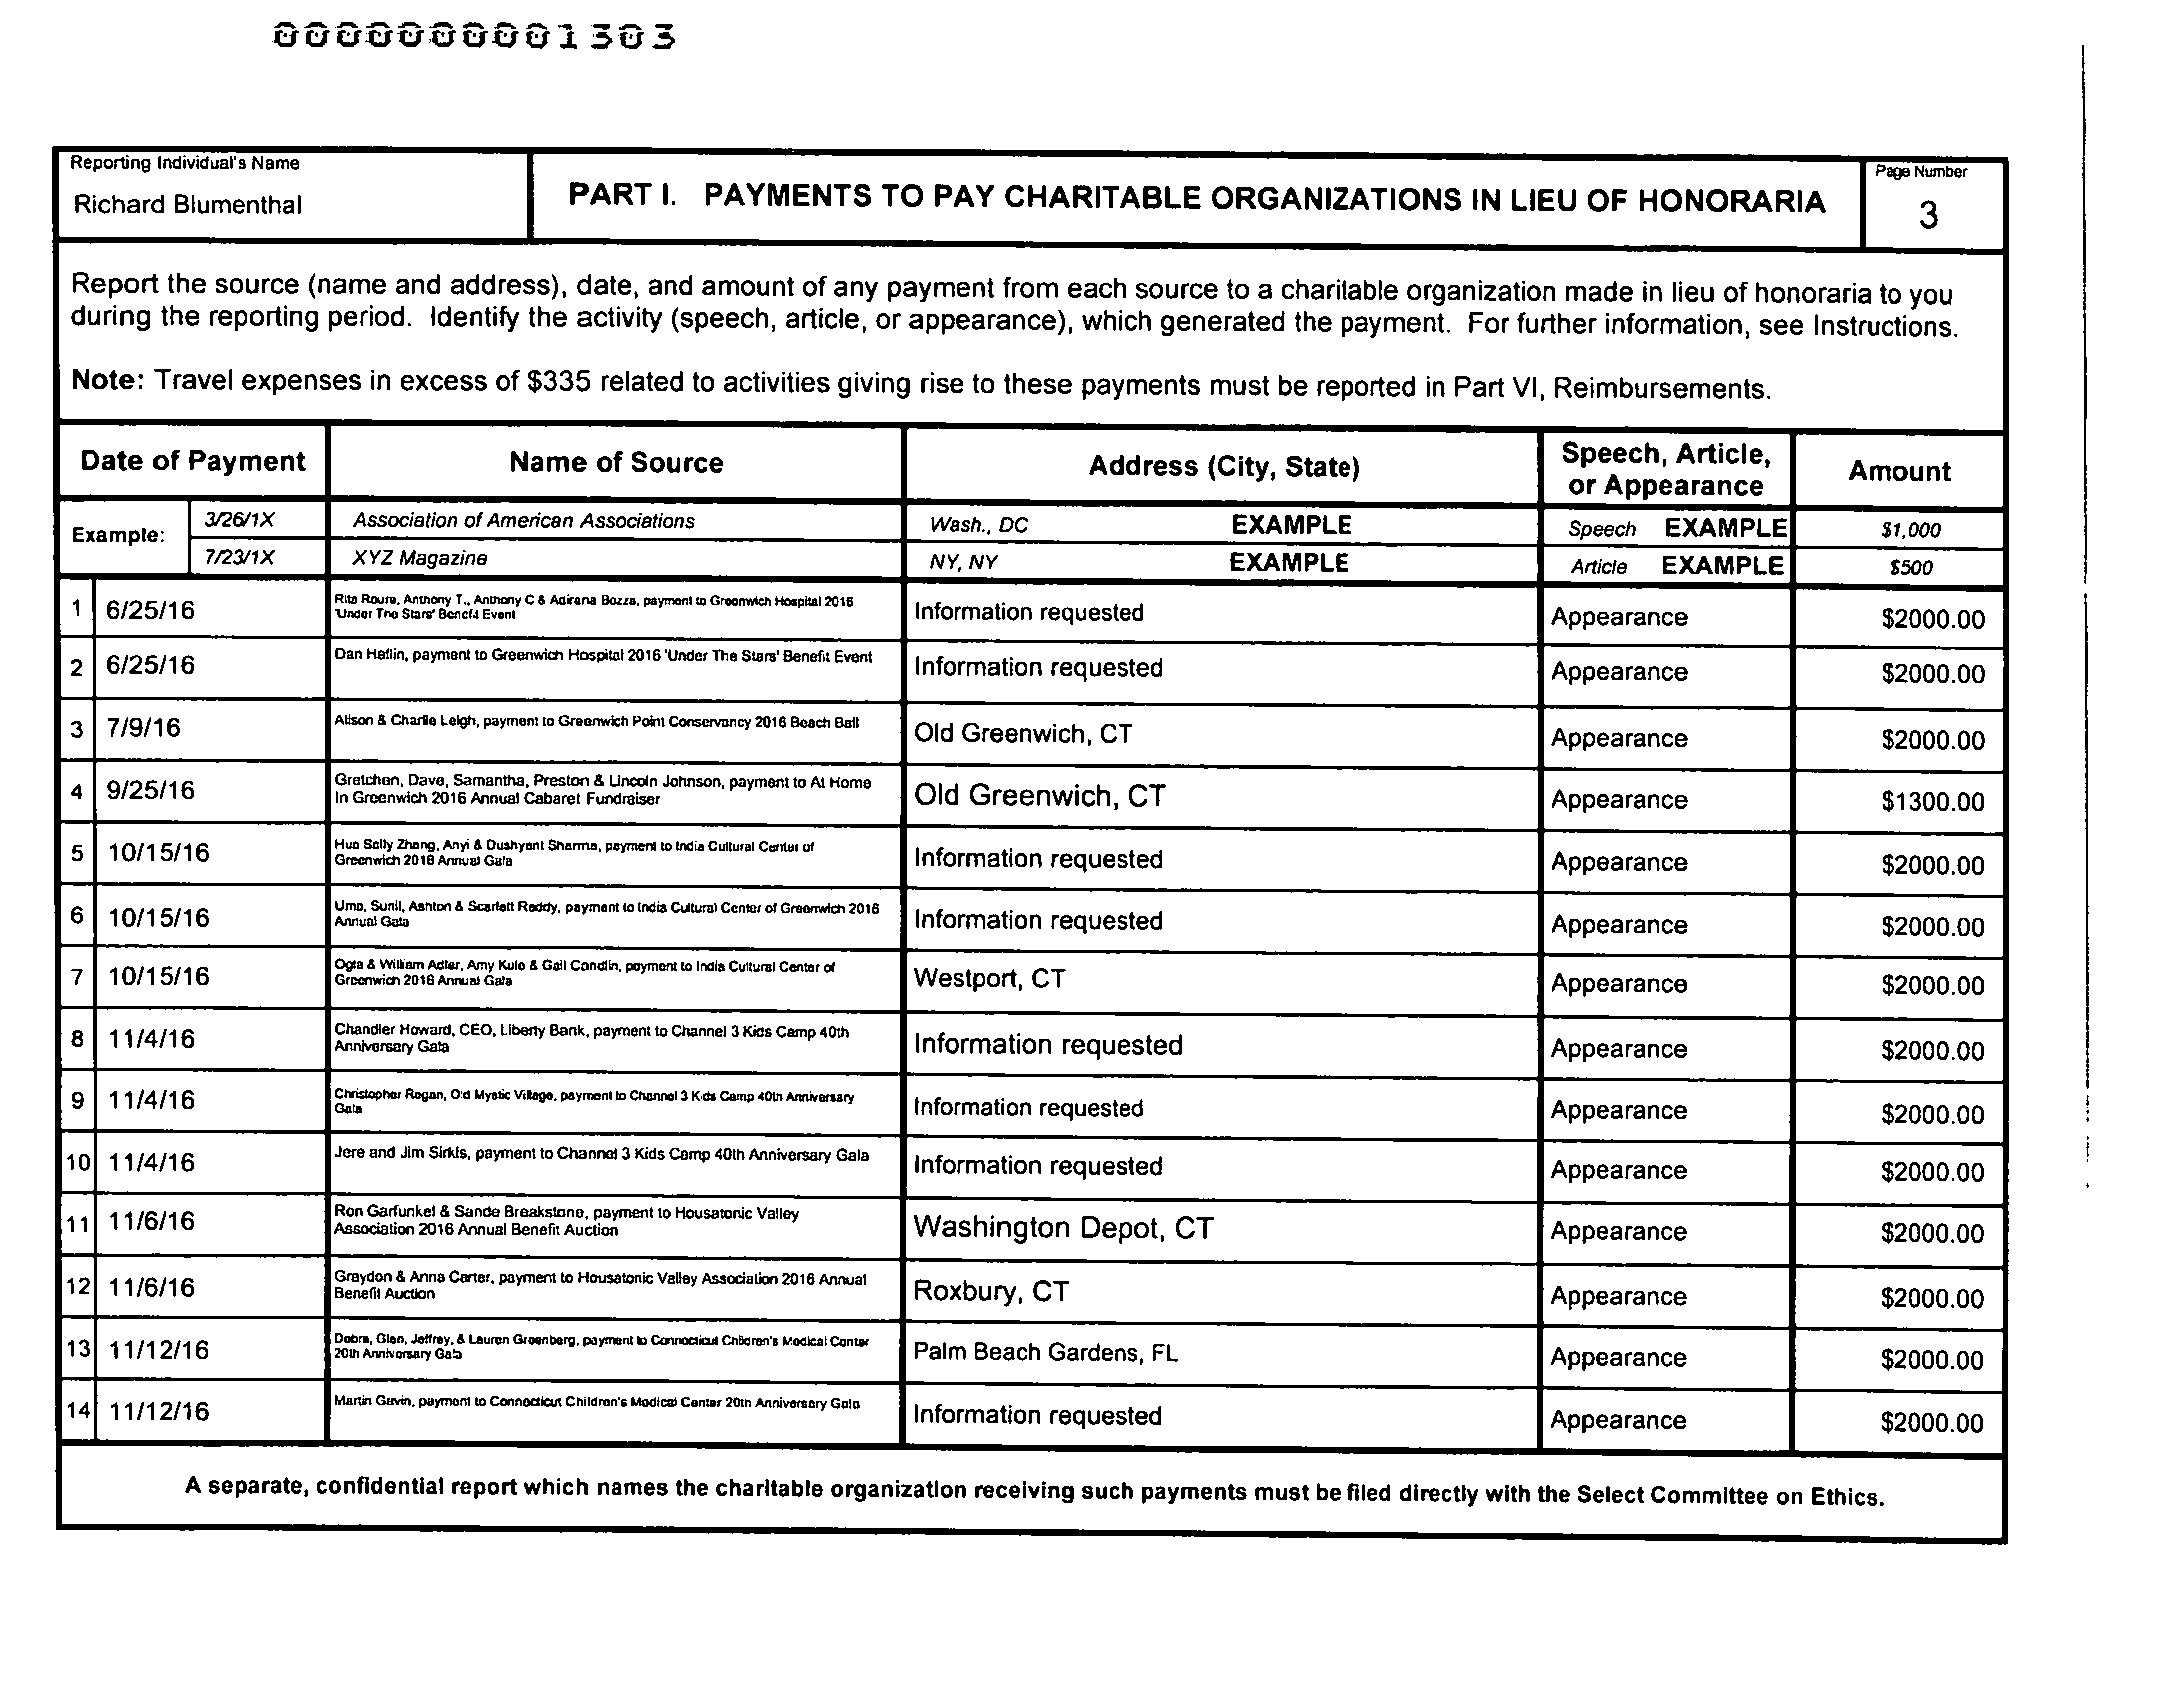 0000000001303
Reporting Individual's Name
Richard Blumenthal
PART I. PAYMENTS TO PAY CHARITABLE ORGANIZATIONS IN LIEU OF HONORARIA
Page Number
3
Report the source (name and address), date, and amount of any payment from each source to a charitable organization made in lieu of honoraria to you
during the reporting period. Identify the activity (speech, article, or appearance), which generated the payment. For further information, see Instructions.
Note: Travel expenses in excess of $335 related to activities giving rise to these payments must be reported in Part VI, Reimbursements.
Date of Payment Name of Source Address (City, State) Speech, Article,
or Appearance Amount
Example: 3/26/1X Association of American Associations Wash., DC EXAMPLE Speech EXAMPLE $1,000
7/23/1X XYZ Magazine NY, NY EXAMPLE Article EXAMPLE $500
1 6/25/16 Rita Roura, Anthony T., Anthony C & Adirana Bozza, payment to Greenwich Hospital 2016
'Under The Stars' Benefit Event Information requested Appearance $2000.00
2 6/25/16 Dan Heflin, payment to Greenwich Hospital 2016 'Under The Stars' Benefit Event Information requested Appearance $2000.00
3 7/9/16 Alison & Charlie Leigh, payment to Greenwich Point Conservancy 2016 Beach Ball Old Greenwich, CT Appearance $2000.00
4 9/25/16 Gretchen, Dave, Samantha, Preston & Lincoln Johnson, payment to At Home
In Greenwich 2016 Annual Cabaret Fundraiser Old Greenwich, CT Appearance $1300.00
5 10/15/16 Hua Sally Zhang, Anyi & Dushyant Sharma, payment to India Cultural Center of
Greenwich 2016 Annual Gala Information requested Appearance $2000.00
6 10/15/16 Uma, Sunil, Ashton & Scarlett Reddy, payment to India Cultural Center of Greenwich 2016
Annual Gala Information requested Appearance $2000.00
7 10/15/16 & William Adler, Amy Kulo & Gail Condlin, payment to India Cultural Center of
Greenwich 2016 Annual Gala Westport, CT Appearance $2000.00
8 11/4/16 Chandler Howard, CEO, Liberty Bank, payment to Channel 3 Kids Camp 40th
Anniversary Gala Information requested Appearance $2000.00
9 11/4/16 Christopher Regan, Old Mystic Village, payment to Channel 3 Kids Camp 40th Anniversary
Gala Information requested Appearance $2000.00
10 11/4/16 Jere and Jim Sirkis, payment to Channel 3 Kids Camp 40th Anniversary Gala Information requested Appearance $2000.00
11 11/6/16 Ron Garfunkel & Sande Breakstone, payment to Housatonic Valley
Association 2016 Annual Benefit Auction Washington Depot, CT Appearance $2000.00
12 11/6/16 Graydon & Anna Carter, payment to Housatonic Valley Association 2016 Annual
Benefit Auction Roxbury, CT Appearance $2000.00
13 11/12/16 Debra, Glen, Jeffrey, & Lauren Greenberg, payment to Connecticut Children's Medical Center
20th Anniversary Gala Palm Beach Gardens, FL Appearance $2000.00
14 11/12/16 Martin Gavin, payment to Connecticut Children's Medical Center 20th Anniversary Gala Information requested Appearance $2000.00
A separate, confidential report which names the charitable organization receiving such payments must be filed directly with the Select Committee on Ethics.